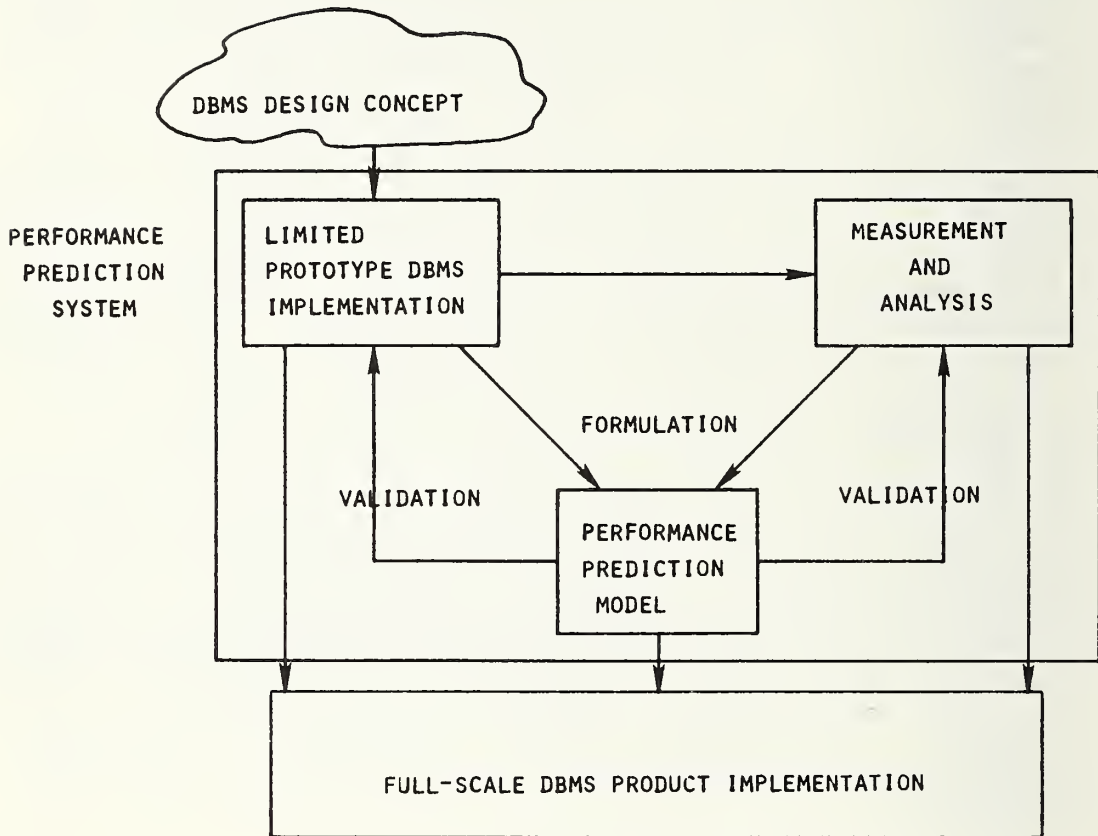 DBMS DESIGN CONCEPT
PERFORMANCE
PREDICTION
SYSTEM
LIMITED
PROTOTYPE DBMS
IMPLEMENTATION
MEASUREMENT
AND
ANALYSIS
FORMULATION
VALIDATION
VALIDATION
PERFORMANCE
PREDICTION
MODEL
FULL-SCALE DBMS PRODUCT IMPLEMENTATION